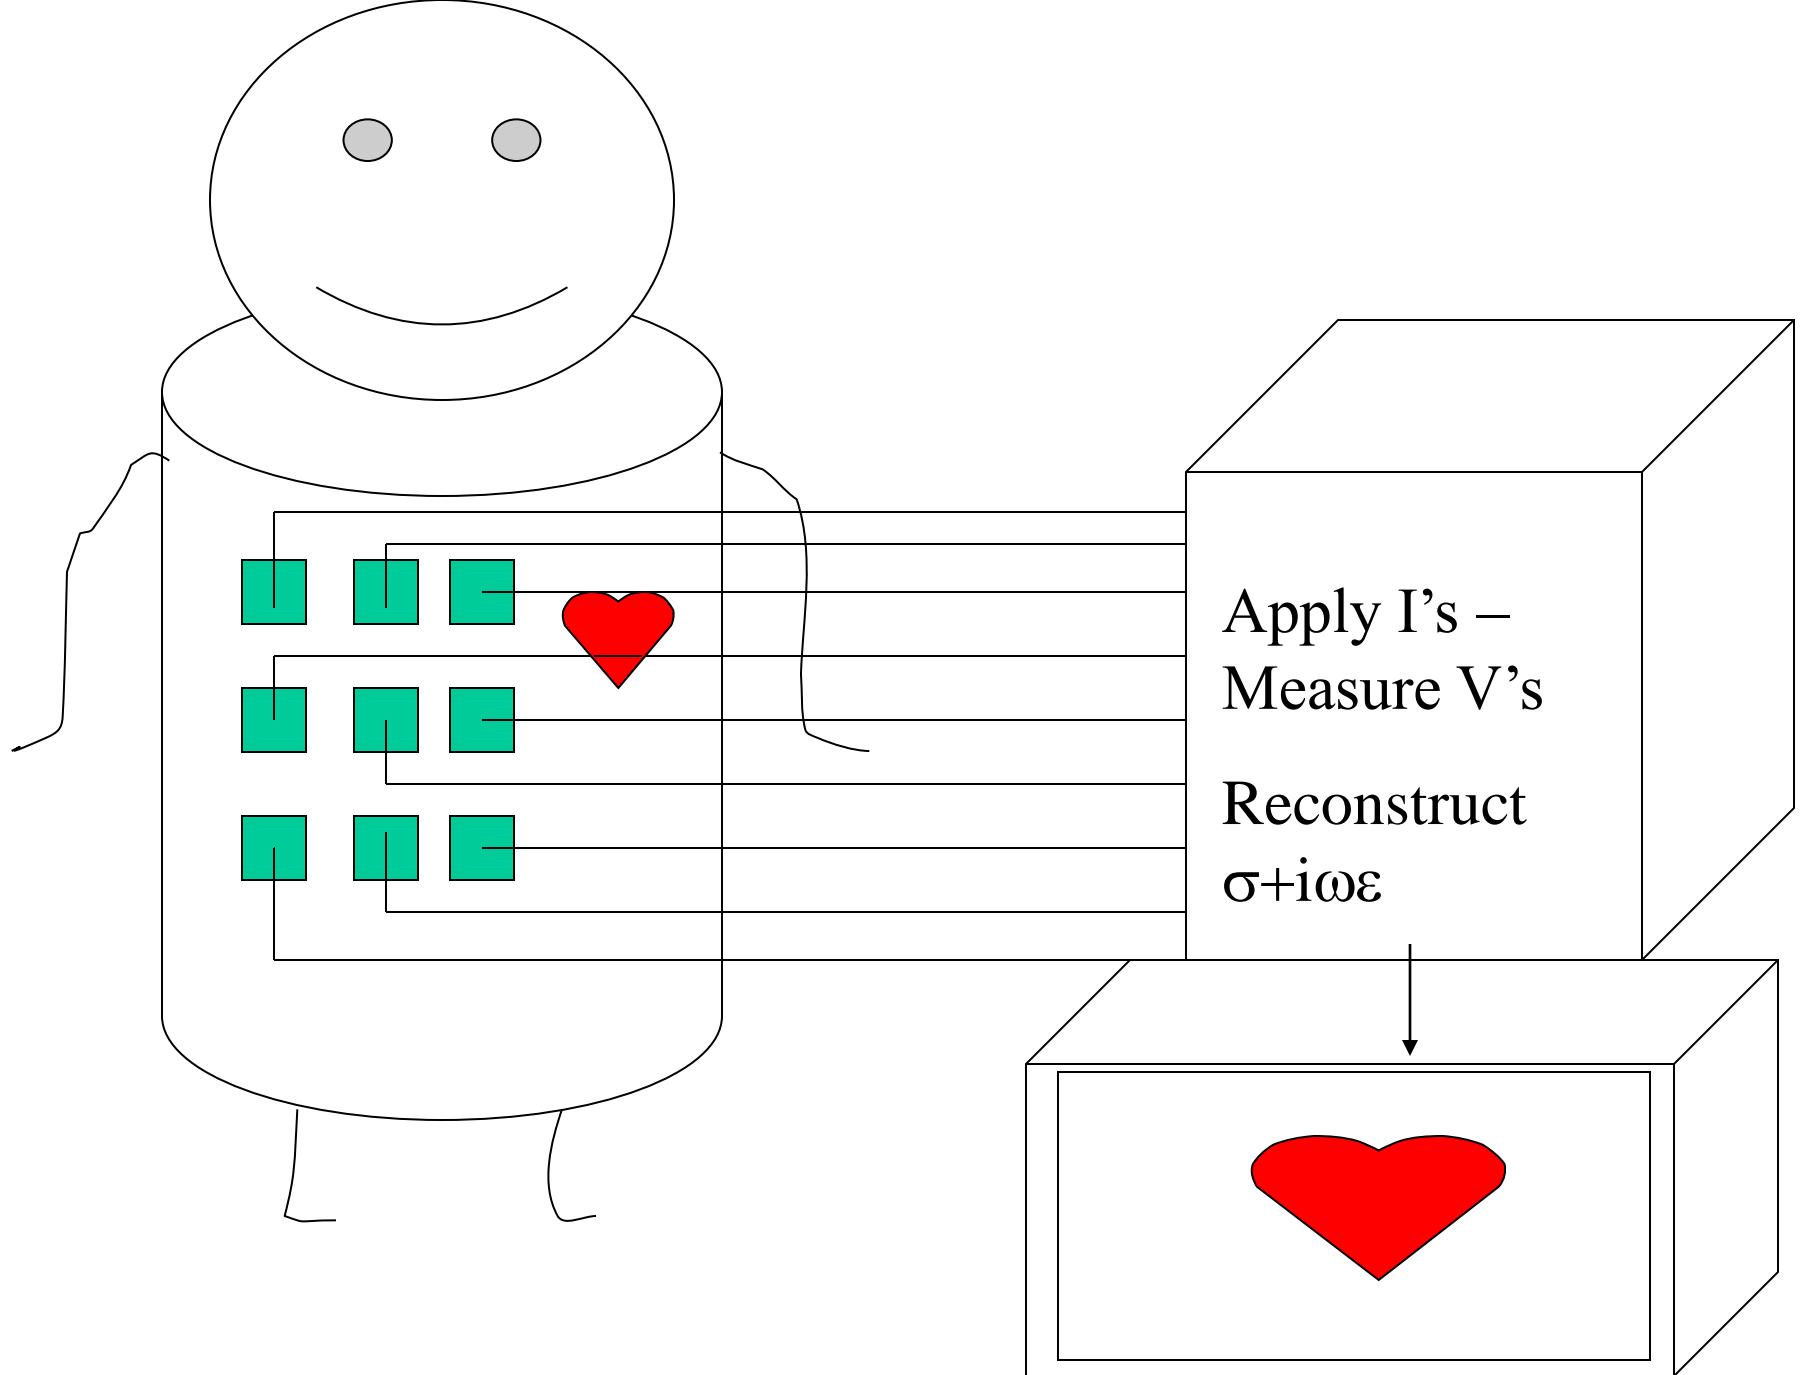 Apply I’s –
Measure V’s
Reconstruct
σ+iωε